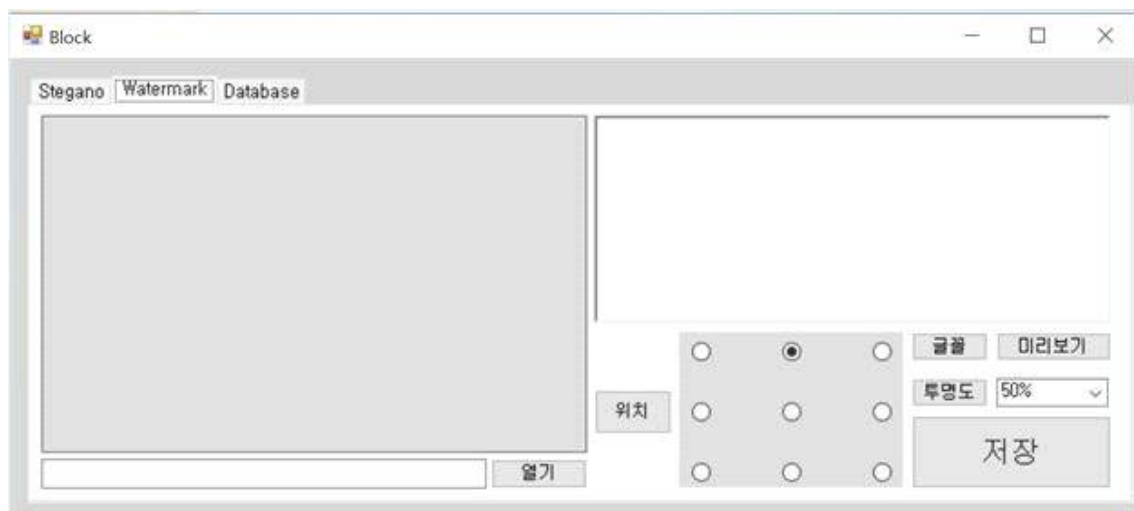 Block
Stegano Watermark Database
글꼴 미리보기
위치
투명도 50%
저장
열기